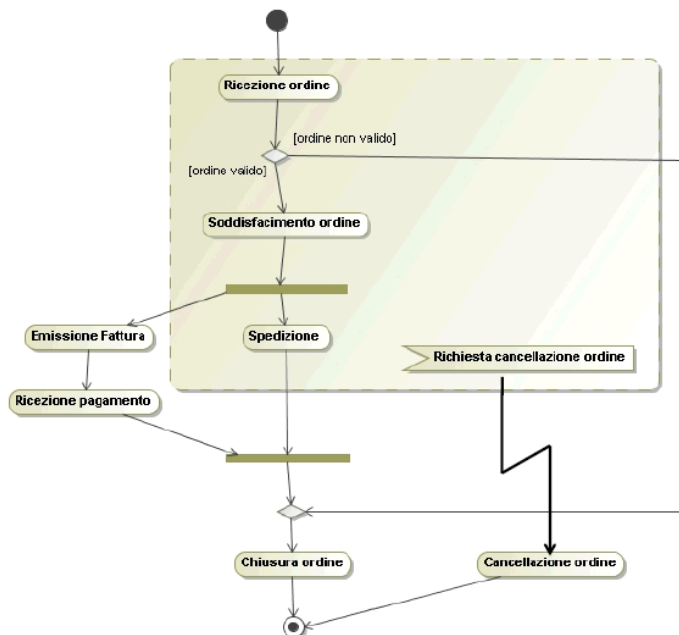 Ricezione ordine
[ordine non valido]
[ordine valido]
Soddisfacimento ordine
Emissione Fattura
Spedizione
Richiesta cancellazione ordine
Ricezione pagamento
Chiusura ordine
Cancellazione ordine